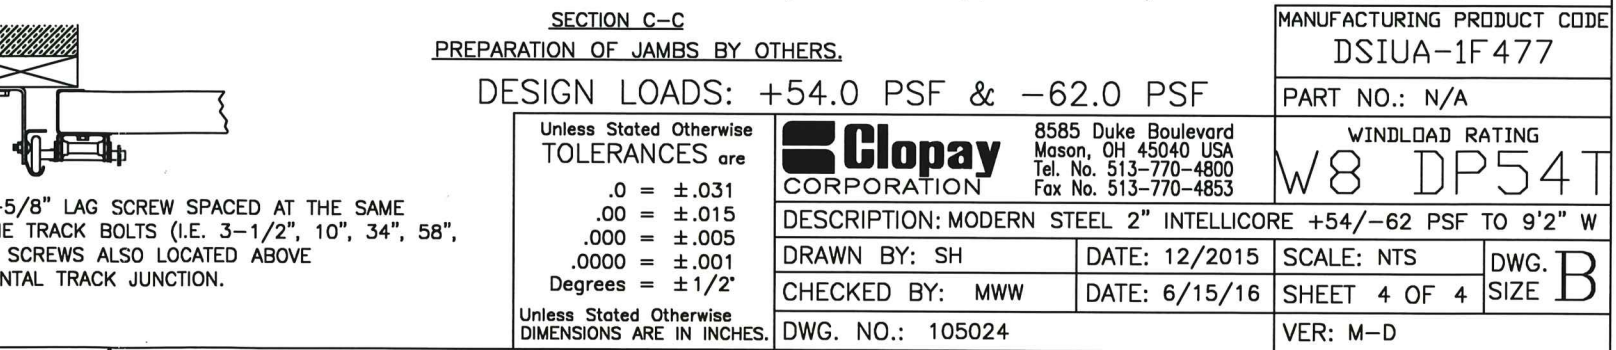 SECTION C-C
PREPARATION OF JAMBS BY OTHERS.
DESIGN LOADS: +54.0 PSF & -62.0 PSF
-5/8" LAG SCREW SPACED AT THE SAME
TRACK BOLTS (I.E. 3-1/2", 10", 34", 58",
SCREWS ALSO LOCATED ABOVE
NTAL TRACK JUNCTION.
Unless Stated Otherwise
TOLERANCES are
.0 = ±.031
.00 = ±.015
.000 = ±.005
.0000 = ±.001
Degrees = ±1/2°
Unless Stated Otherwise
DIMENSIONS ARE IN INCHES.
Clopay
CORPORATION
8585 Duke Boulevard
Mason, OH 45040 USA
Tel. No. 513-770-4800
Fax No. 513-770-4853
MANUFACTURING PRODUCT CODE
DSIUA-1F477
PART NO.: N/A
WINDLOAD RATING
W8 DP54T
DESCRIPTION: MODERN STEEL 2" INTELLICORE +54/-62 PSF TO 9'2" W
DRAWN BY: SH
DATE: 12/2015
SCALE: NTS
DWG. SIZE B
CHECKED BY: MWW
DATE: 6/15/16
SHEET 4 OF 4
DWG. NO.: 105024
VER: M-D